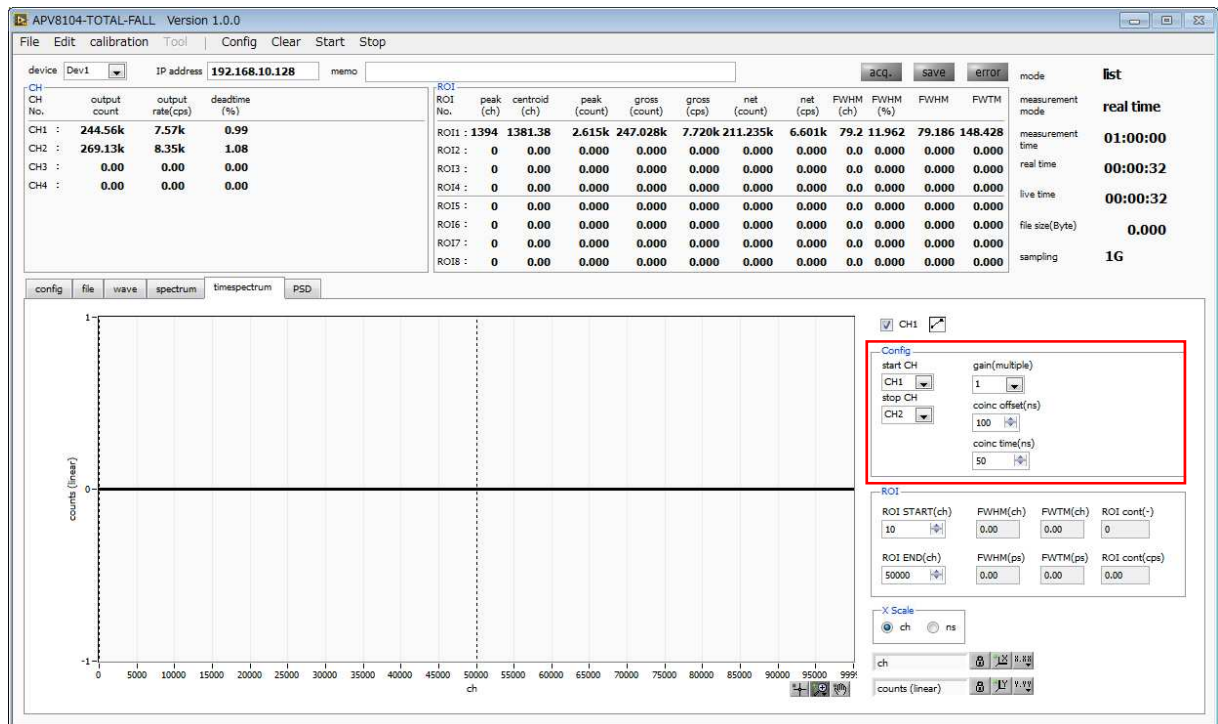 APV8104-TOTAL-FALL Version 1.0.0
File Edit calibration Tool | Config Clear Start Stop
device Dev1 IP address 192.168.10.128 memo acq. save error
mode list
measurement mode real time
measurement time 01:00:00
real time 00:00:32
live time 00:00:32
file size(Byte) 0.000
sampling 1G
CH
CH No. output count output rate(cps) deadtime (%)
CH1 : 244.56k 7.57k 0.99
CH2 : 269.13k 8.35k 1.08
CH3 : 0.00 0.00 0.00
CH4 : 0.00 0.00 0.00
ROI
ROI No. peak (ch) centroid (ch) peak (count) gross (count) gross (cps) net (count) net (cps) FWHM (ch) FWHM (%) FWHM FWTM
ROI1 : 1394 1381.38 2.615k 247.028k 7.720k 211.235k 6.601k 79.2 11.962 79.186 148.428
ROI2 : 0 0.00 0.000 0.000 0.000 0.000 0.000 0.0 0.000 0.000 0.000
ROI3 : 0 0.00 0.000 0.000 0.000 0.000 0.000 0.0 0.000 0.000 0.000
ROI4 : 0 0.00 0.000 0.000 0.000 0.000 0.000 0.0 0.000 0.000 0.000
ROI5 : 0 0.00 0.000 0.000 0.000 0.000 0.000 0.0 0.000 0.000 0.000
ROI6 : 0 0.00 0.000 0.000 0.000 0.000 0.000 0.0 0.000 0.000 0.000
ROI7 : 0 0.00 0.000 0.000 0.000 0.000 0.000 0.0 0.000 0.000 0.000
ROI8 : 0 0.00 0.000 0.000 0.000 0.000 0.000 0.0 0.000 0.000 0.000
config file wave spectrum timespectrum PSD
1
0
-1
counts (linear)
0 5000 10000 15000 20000 25000 30000 35000 40000 45000 50000 55000 60000 65000 70000 75000 80000 85000 90000 95000 9999
ch
CH1
Config
start CH gain(multiple)
CH1 1
stop CH coinc offset(ns)
CH2 100
coinc time(ns)
50
ROI
ROI START(ch) FWHM(ch) FWTM(ch) ROI cont(-)
10 0.00 0.00 0
ROI END(ch) FWHM(ps) FWTM(ps) ROI cont(cps)
50000 0.00 0.00 0.00
X Scale
ch ns
ch X X.XX
counts (linear) Y Y.YY